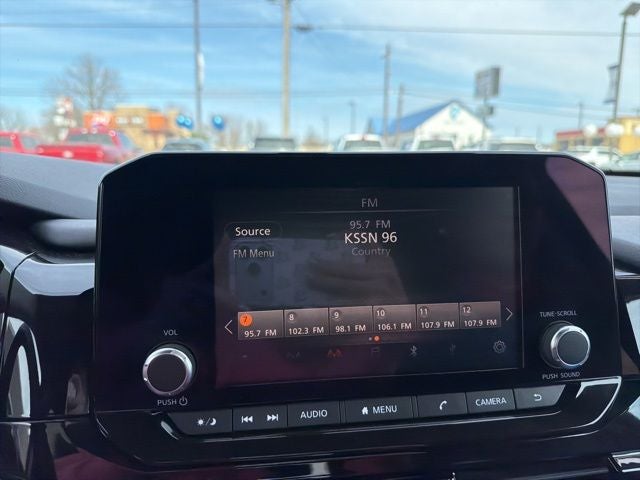 FM
95.7 FM
Source
KSSN 96
FM Menu
Country
7 8 9 10 11 12
95.7 FM 102.3 FM 98.1 FM 106.1 FM 107.9 FM 107.9 FM
VOL
TUNE·SCROLL
PUSH
PUSH SOUND
AUDIO MENU CAMERA